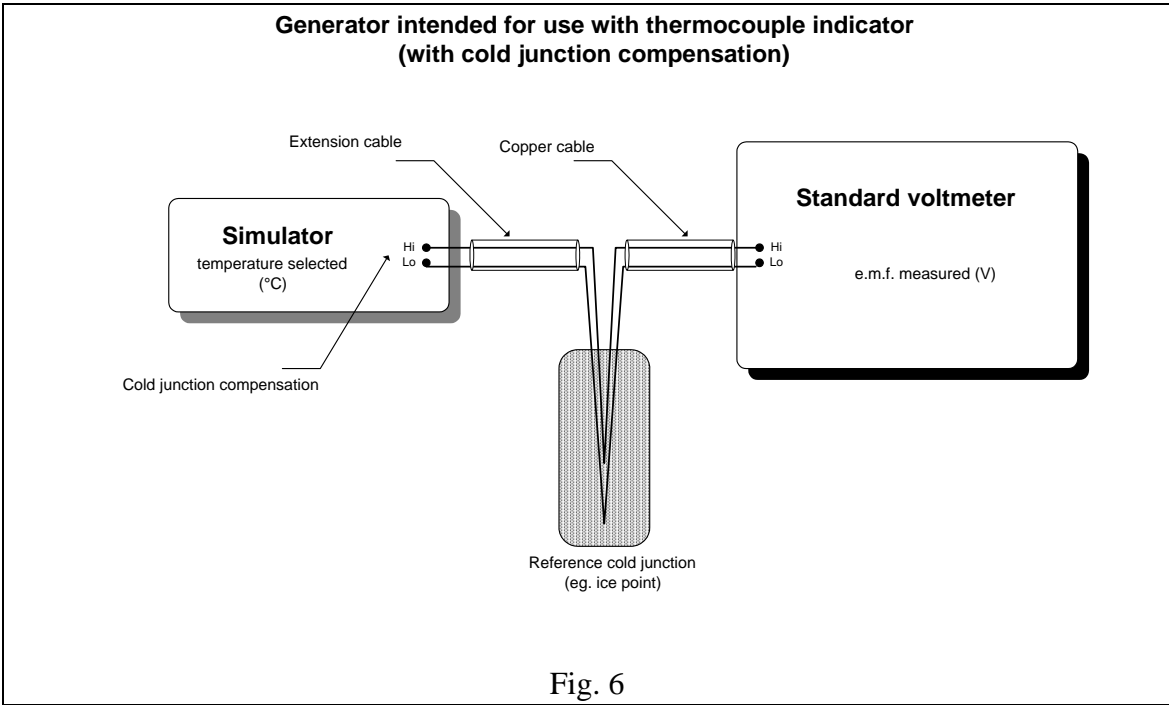 Generator intended for use with thermocouple indicator
(with cold junction compensation)
Extension cable
Copper cable
Simulator
temperature selected
(°C)
Hi
Lo
Hi
Lo
Standard voltmeter
e.m.f. measured (V)
Cold junction compensation
Reference cold junction
(eg. ice point)
Fig. 6